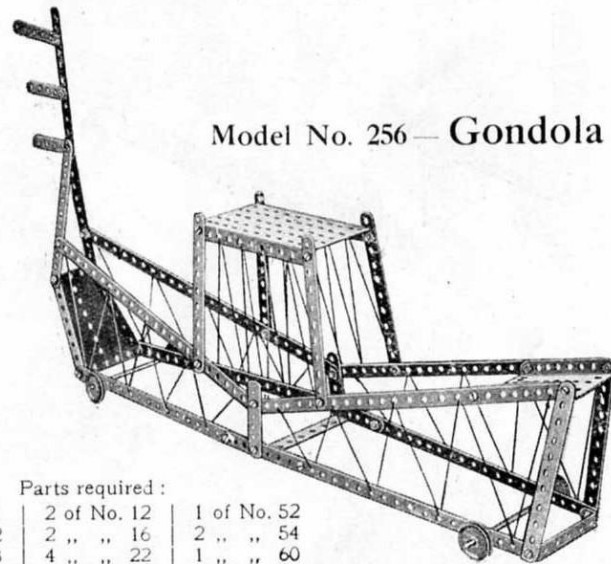 Model No. 256 — Gondola
Parts required :
2 of No. 12 | 1 of No. 52
2 „ „ 16 | 2 „ „ 54
4 „ „ 22 | 1 „ „ 60